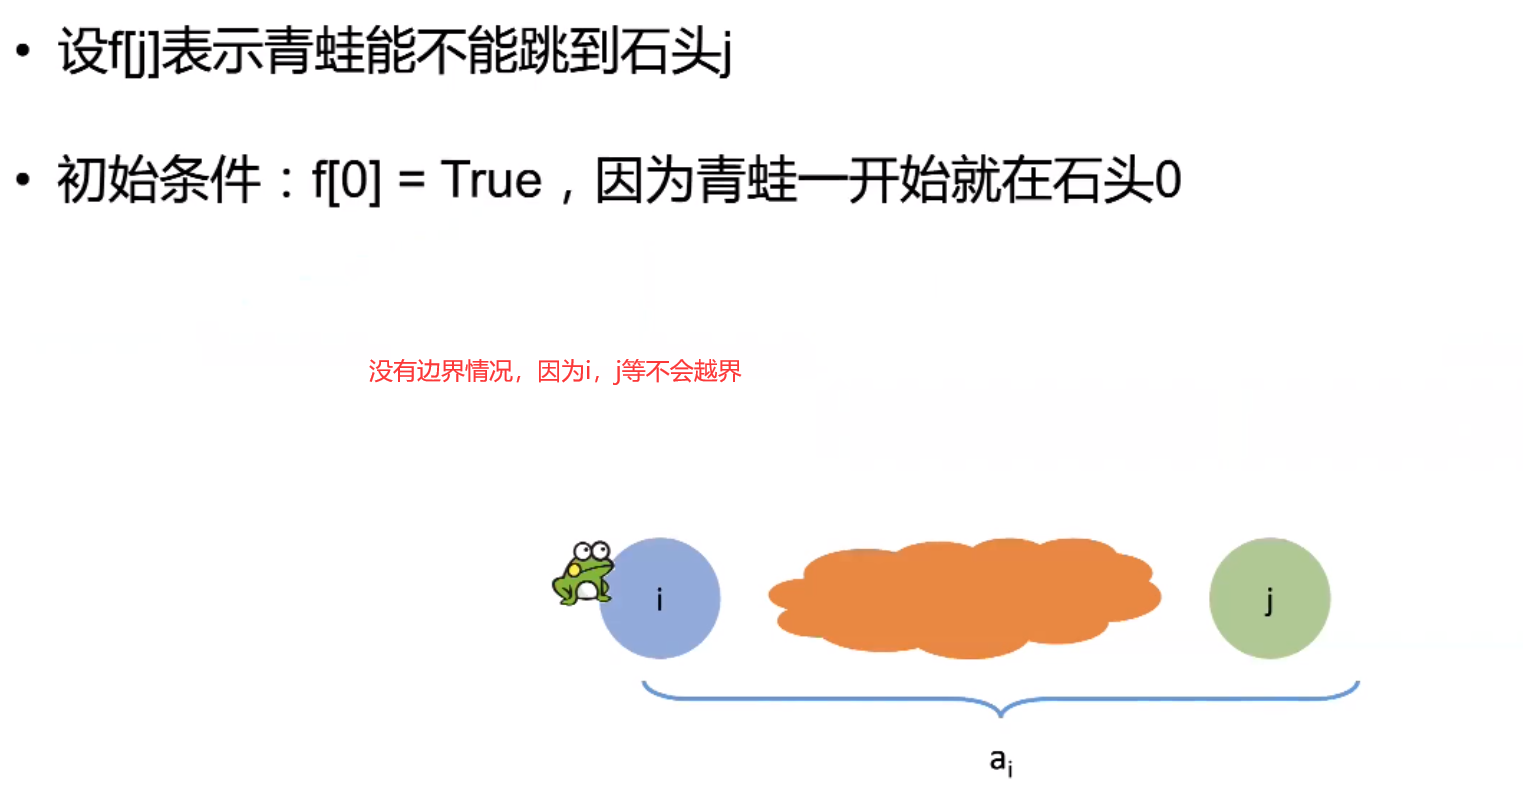 • 设f[j]表示青蛙能不能跳到石头j
• 初始条件：f[0] = True，因为青蛙一开始就在石头0
没有边界情况，因为i，j等不会越界
i
j
aᵢ